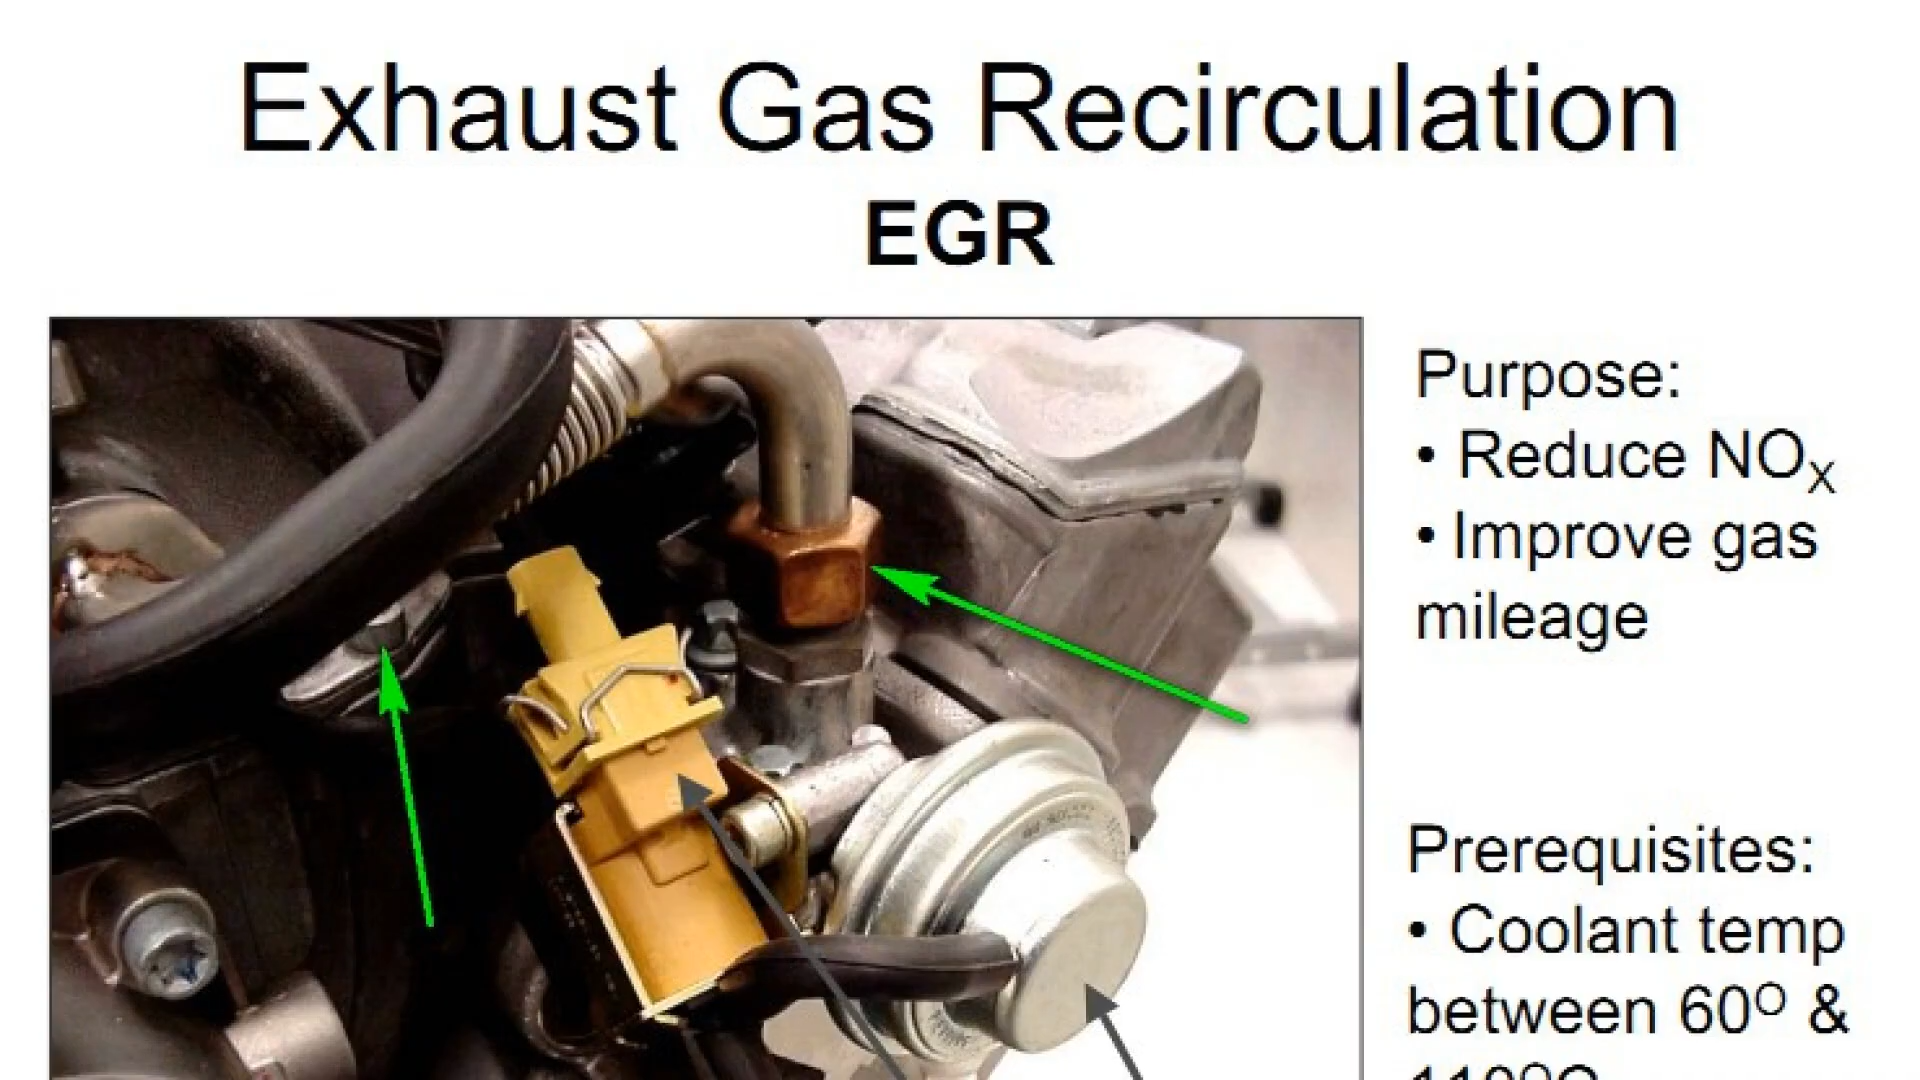 Exhaust Gas Recirculation
EGR
Purpose:
• Reduce NOX
• Improve gas
mileage
Prerequisites:
• Coolant temp
between 60O &